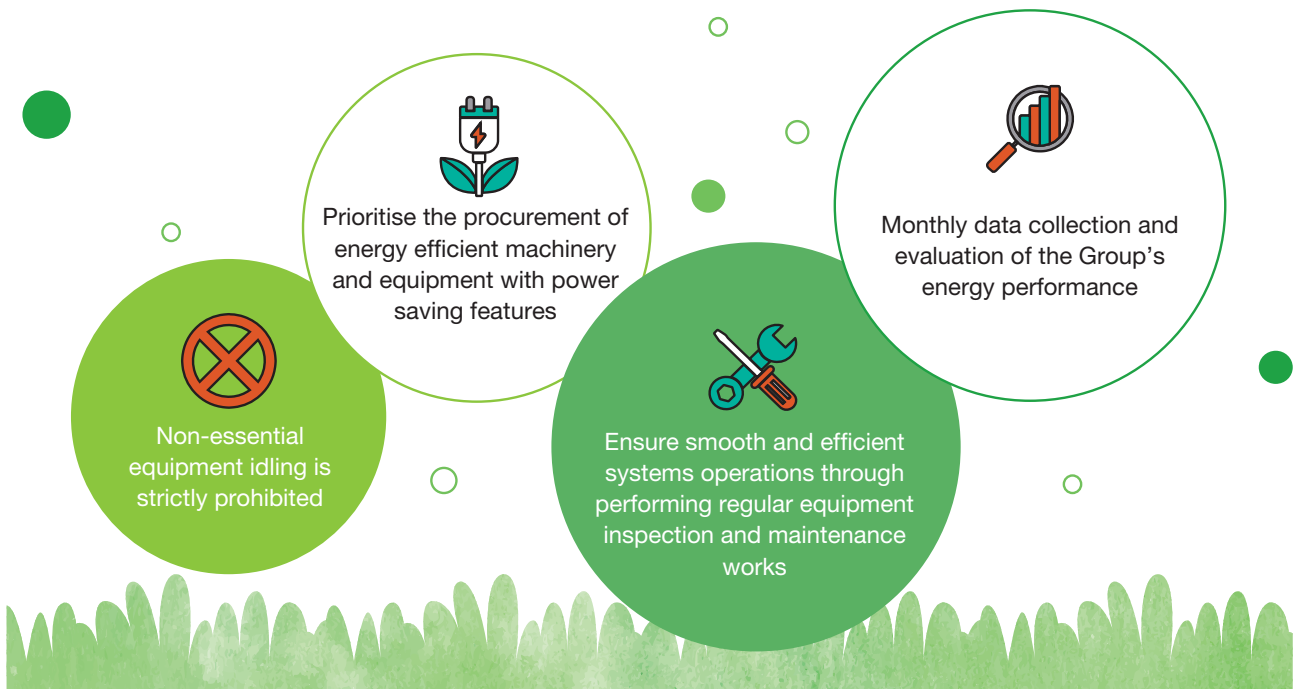 Non-essential
equipment idling is
strictly prohibited
Prioritise the procurement of
energy efficient machinery
and equipment with power
saving features
Ensure smooth and efficient
systems operations through
performing regular equipment
inspection and maintenance
works
Monthly data collection and
evaluation of the Group’s
energy performance